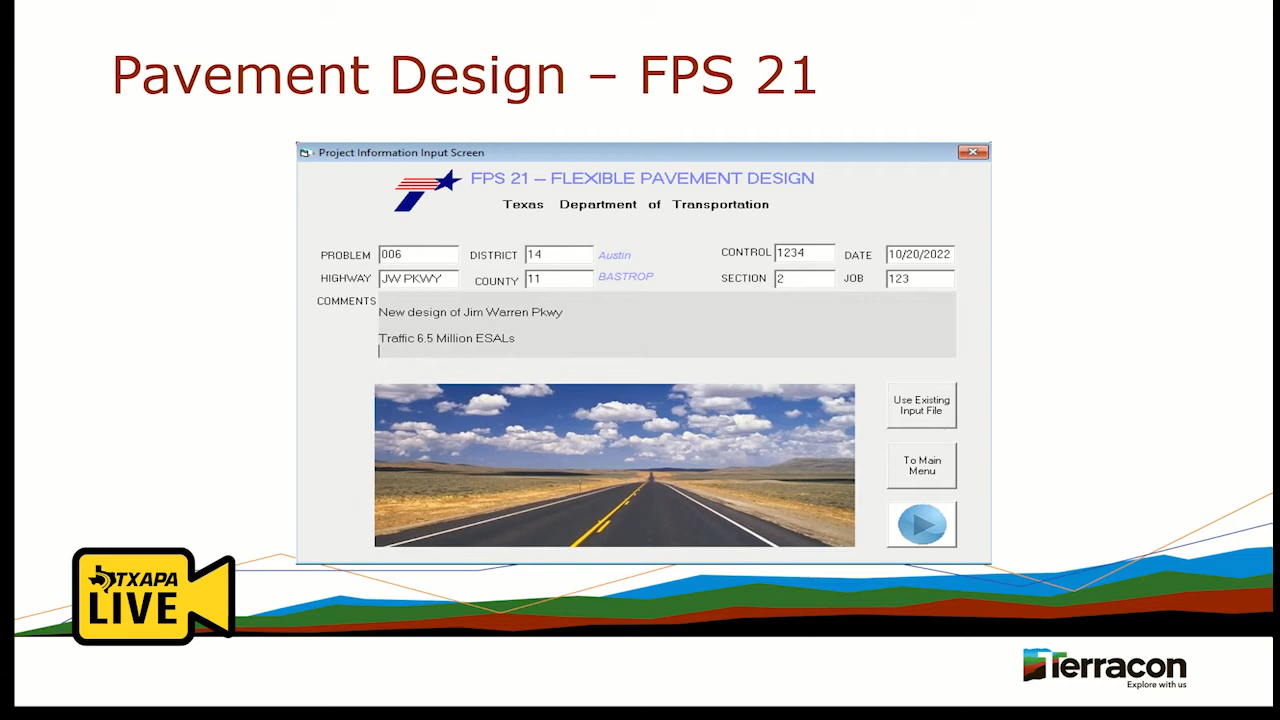 Pavement Design – FPS 21
Project Information Input Screen
FPS 21 – FLEXIBLE PAVEMENT DESIGN
Texas Department of Transportation
PROBLEM 006 DISTRICT 14 Austin CONTROL 1234 DATE 10/20/2022
HIGHWAY JW PKWY COUNTY 11 BASTROP SECTION 2 JOB 123
COMMENTS
New design of Jim Warren Pkwy
Traffic 6.5 Million ESALs
Use Existing
Input File
To Main
Menu
TXAPA
LIVE
Terracon
Explore with us